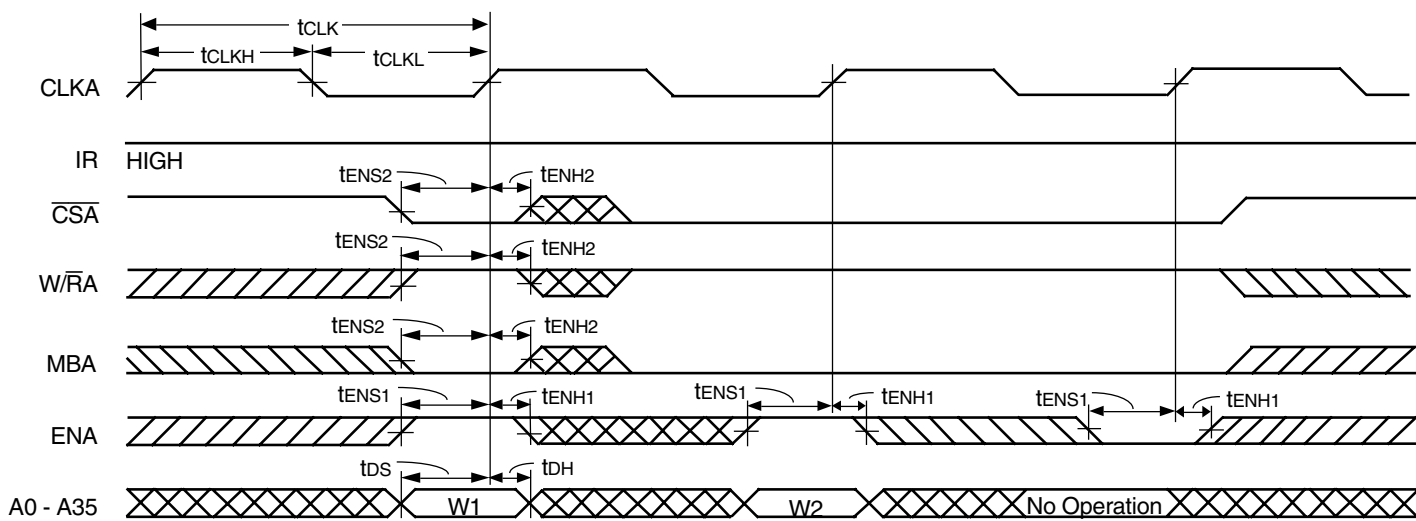 tCLK
tCLKH tCLKL
CLKA
IR HIGH
tENS2 tENH2
CSA
tENS2 tENH2
W/RA
tENS2 tENH2
MBA
tENS1 tENH1 tENS1 tENH1 tENS1 tENH1
ENA
tDS tDH
A0 - A35 W1 W2 No Operation